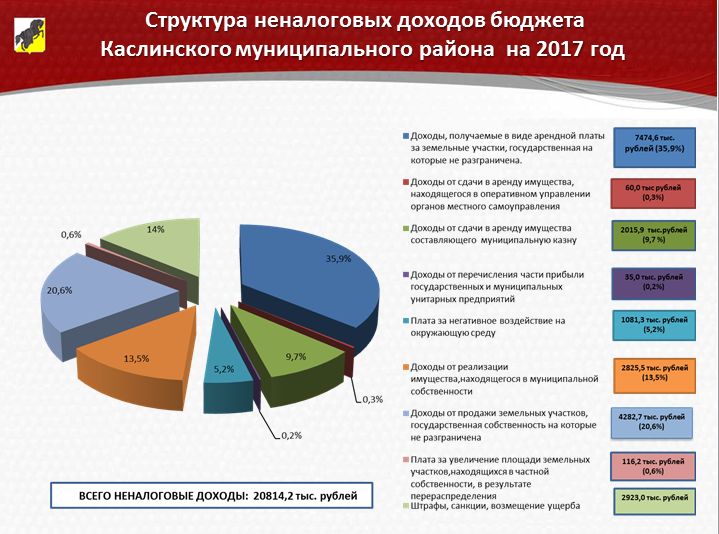 Структура неналоговых доходов бюджета
Каслинского муниципального района на 2017 год
35,9%
0,3%
9,7%
0,2%
5,2%
13,5%
20,6%
0,6%
14%
Доходы, получаемые в виде арендной платы
за земельные участки, государственная на
которые не разграничена.
7474,6 тыс.
рублей (35,9%)
Доходы от сдачи в аренду имущества,
находящегося в оперативном управлении
органов местного самоуправления
60,0 тыс рублей
(0,3%)
Доходы от сдачи в аренду имущества
составляющего муниципальную казну
2015,9 тыс.рублей
(9,7 %)
Доходы от перечисления части прибыли
государственных и муниципальных
унитарных предприятий
35,0 тыс. рублей
(0,2%)
Плата за негативное воздействие на
окружающую среду
1081,3 тыс. рублей
(5,2%)
Доходы от реализации
имущества,находящегося в муниципальной
собственности
2825,5 тыс. рублей
(13,5%)
Доходы от продажи земельных участков,
государственная собственность на которые
не разграничена
4282,7 тыс. рублей
(20,6%)
Плата за увеличение площади земельных
участков,находящихся в частной
собственности, в результате
перераспределения
116,2 тыс. рублей
(0,6%)
Штрафы, санкции, возмещение ущерба
2923,0 тыс. рублей
ВСЕГО НЕНАЛОГОВЫЕ ДОХОДЫ: 20814,2 тыс. рублей